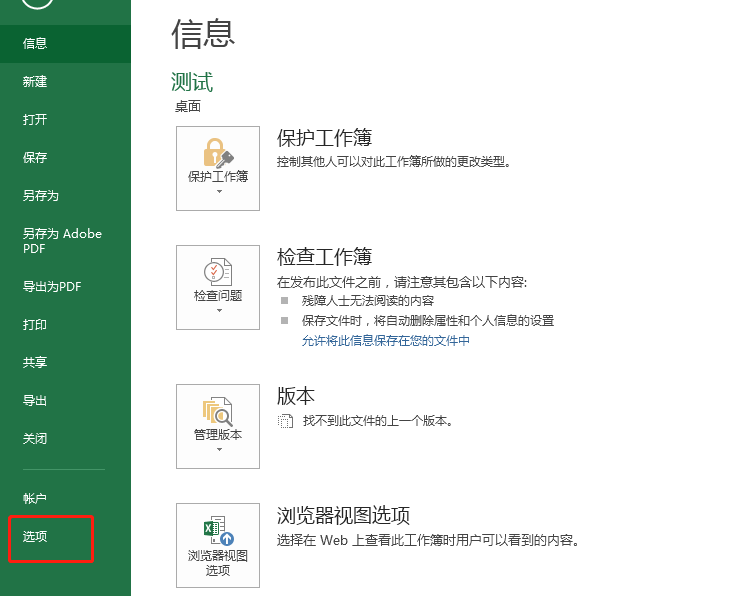 信息
新建
打开
保存
另存为
另存为 Adobe
PDF
导出为PDF
打印
共享
导出
关闭
帐户
选项
信息
测试
桌面
保护工作簿
保护工作簿
控制其他人可以对此工作簿所做的更改类型。
检查问题
检查工作簿
在发布此文件之前，请注意其包含以下内容:
残障人士无法阅读的内容
保存文件时，将自动删除属性和个人信息的设置
允许将此信息保存在您的文件中
管理版本
版本
找不到此文件的上一个版本。
浏览器视图
选项
浏览器视图选项
选择在 Web 上查看此工作簿时用户可以看到的内容。